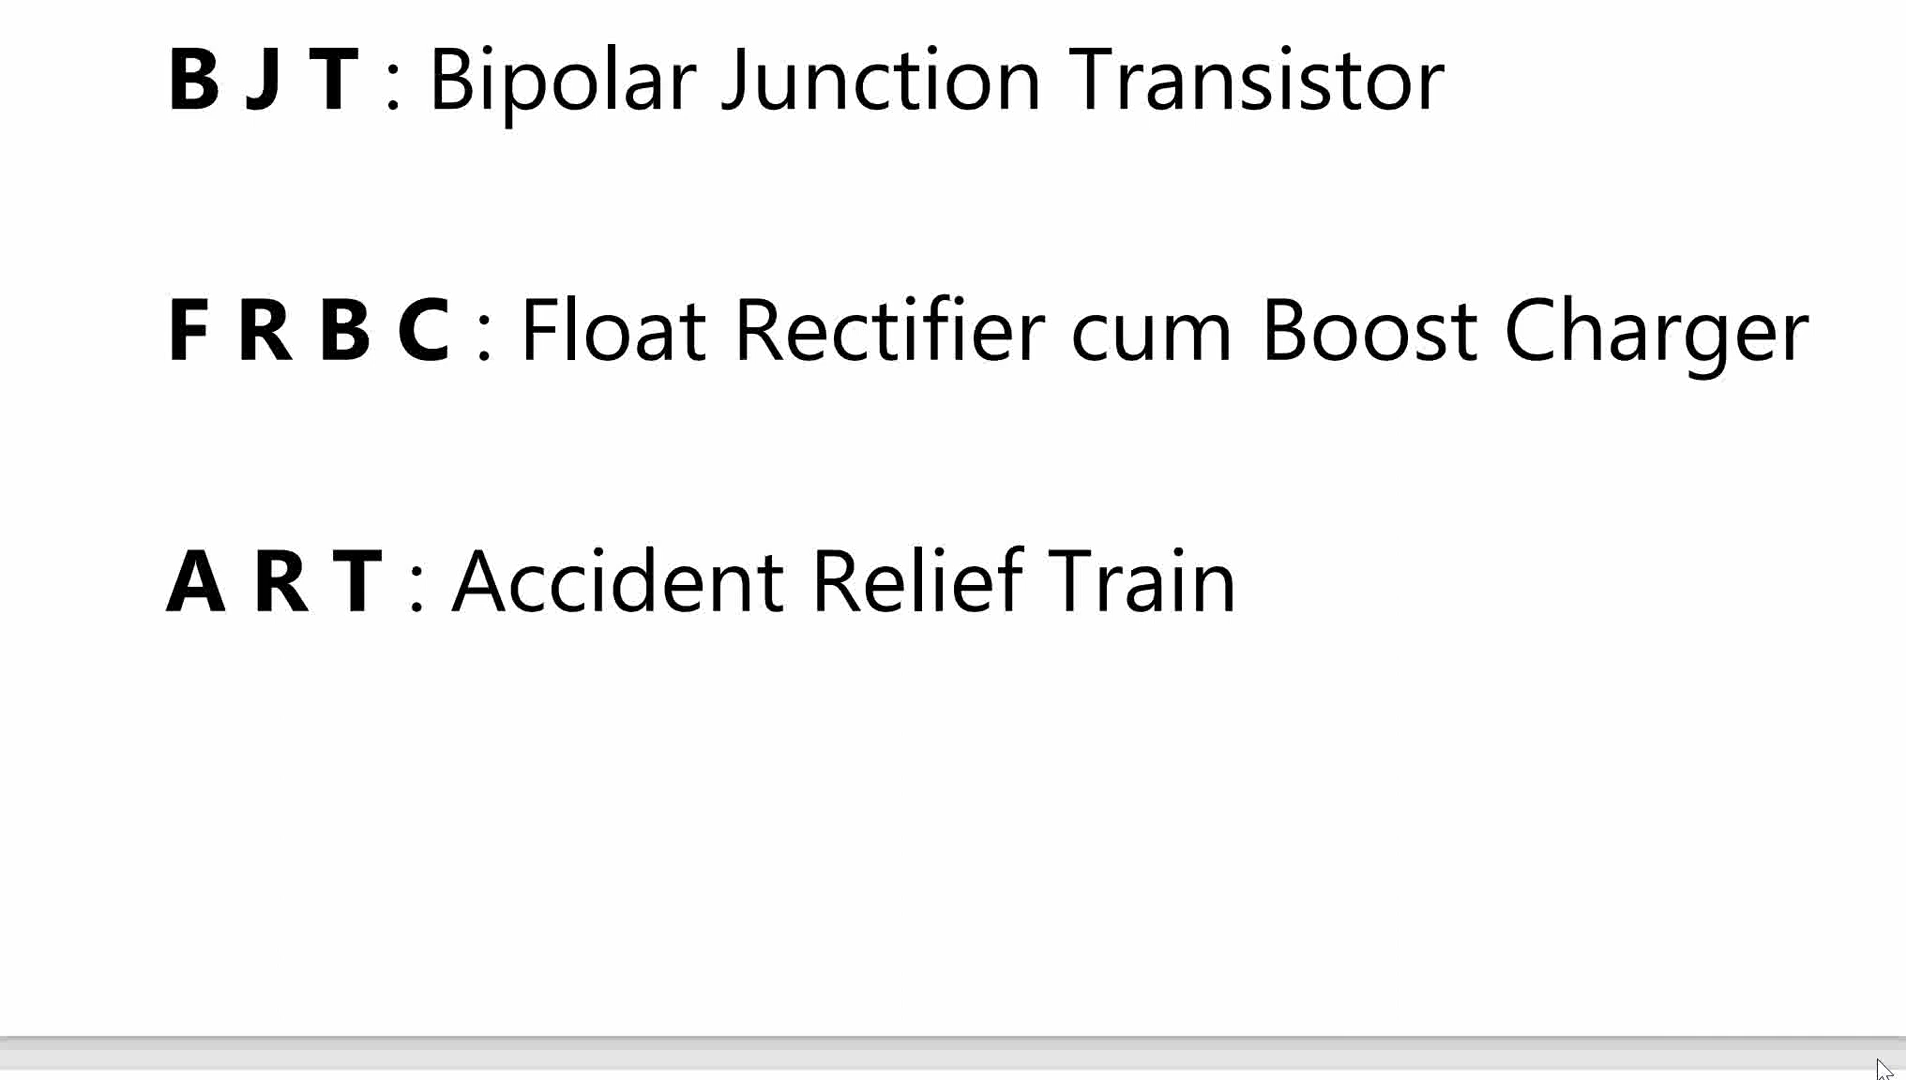 B J T : Bipolar Junction Transistor
F R B C : Float Rectifier cum Boost Charger
A R T : Accident Relief Train